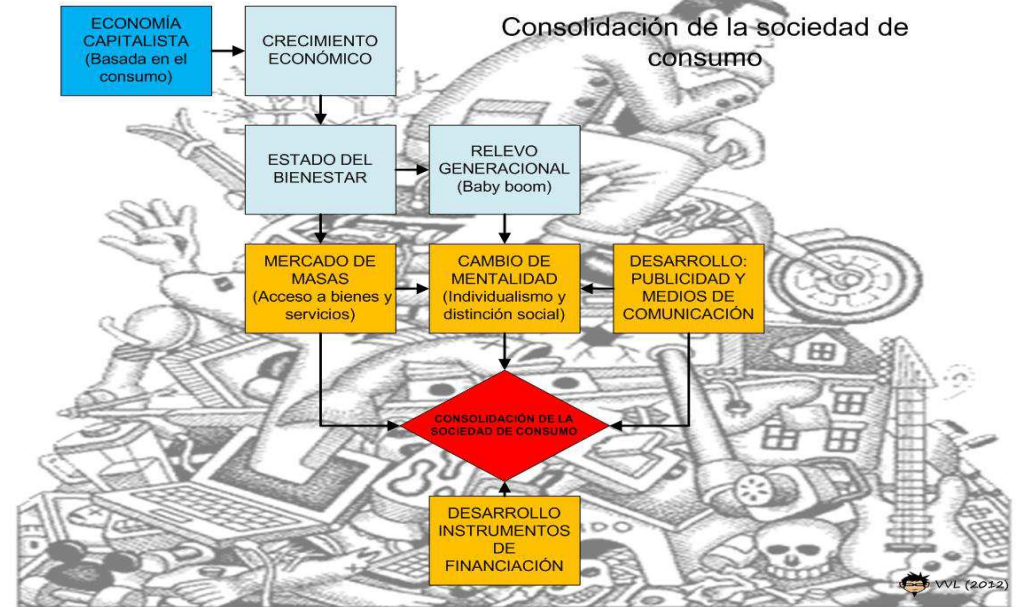 Consolidación de la sociedad de
consumo
ECONOMÍA
CAPITALISTA
(Basada en el
consumo)
CRECIMIENTO
ECONÓMICO
ESTADO DEL
BIENESTAR
RELEVO
GENERACIONAL
(Baby boom)
MERCADO DE
MASAS
(Acceso a bienes y
servicios)
CAMBIO DE
MENTALIDAD
(Individualismo y
distinción social)
DESARROLLO:
PUBLICIDAD Y
MEDIOS DE
COMUNICACIÓN
CONSOLIDACIÓN DE LA
SOCIEDAD DE CONSUMO
DESARROLLO
INSTRUMENTOS
DE
FINANCIACIÓN
VVL (2012)